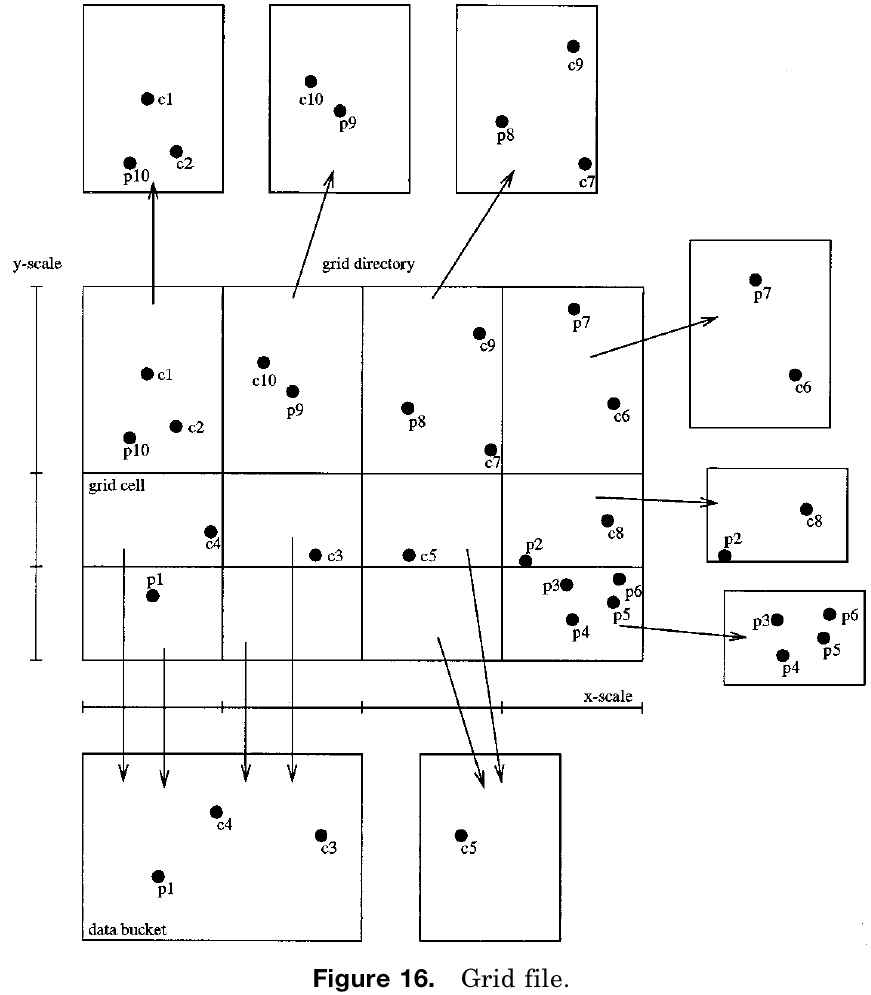 c9
c1
c10
p9
p8
p10
c2
c7
y-scale
grid directory
p7
p7
c9
c1
c10
c6
p9
c6
p8
c2
p10
c7
grid cell
c8
c8
c4
p2
p2
c3
c5
p1
p3
p6
p5
p4
p3
p6
p5
p4
x-scale
c4
c3
c5
p1
data bucket
Figure 16. Grid file.